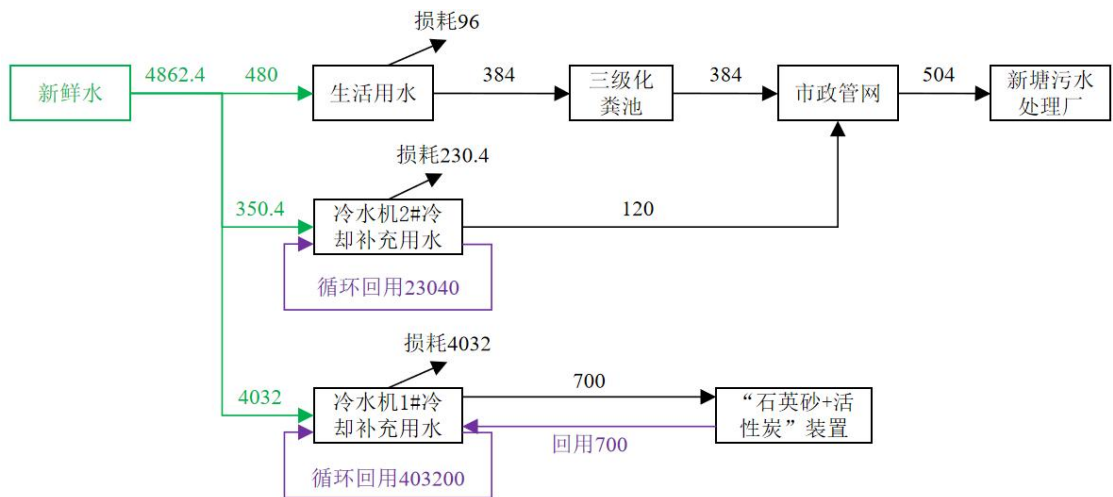 损耗96
新鲜水
4862.4
480
生活用水
384
三级化
粪池
384
市政管网
504
新塘污水
处理厂
损耗230.4
350.4
冷水机2#冷
却补充用水
120
循环回用23040
损耗4032
4032
冷水机1#冷
却补充用水
700
“石英砂+活
性炭”装置
回用700
循环回用403200